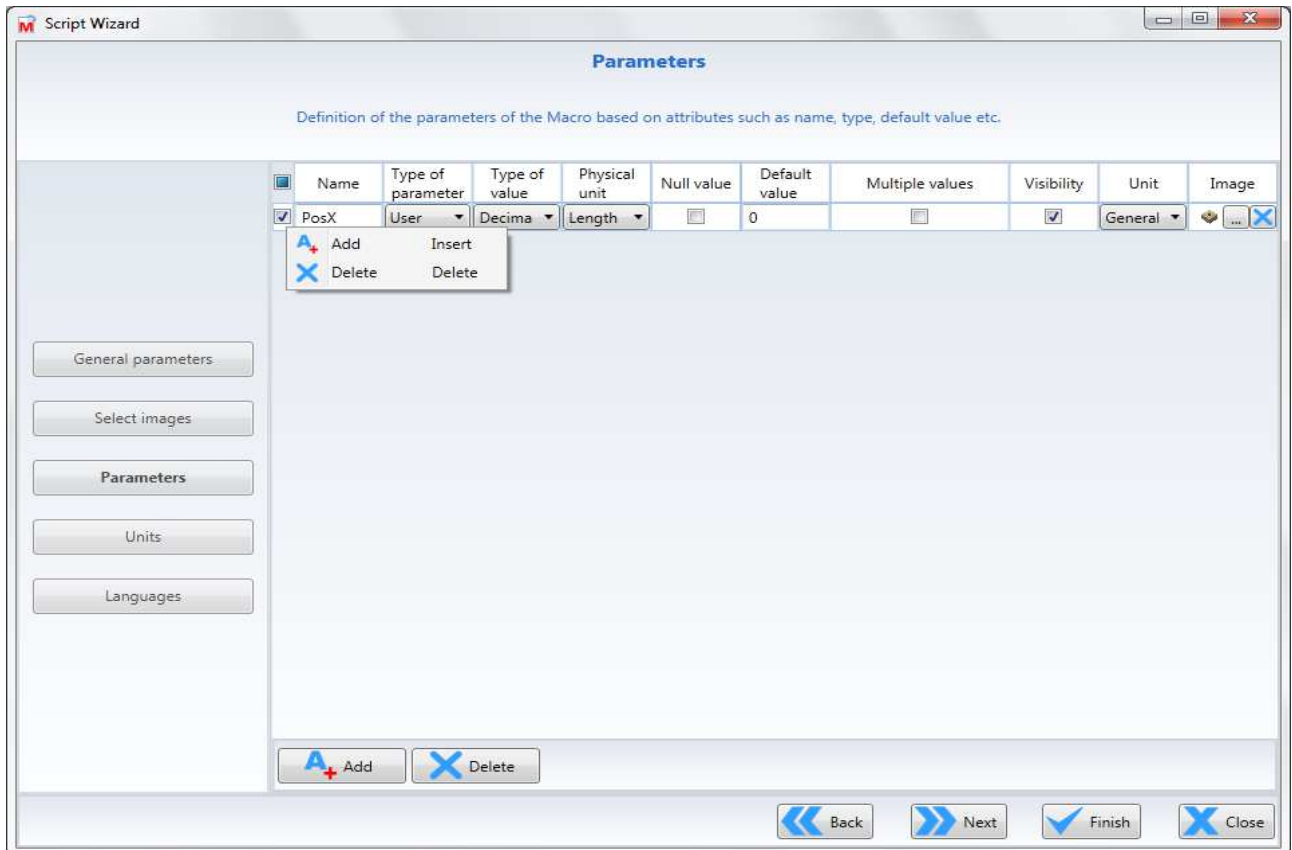 Script Wizard
Parameters
Definition of the parameters of the Macro based on attributes such as name, type, default value etc.
Name Type of parameter Type of value Physical unit Null value Default value Multiple values Visibility Unit Image
PosX User Decima Length 0 General ...
Add Insert
Delete Delete
General parameters
Select images
Parameters
Units
Languages
Add Delete
Back Next Finish Close